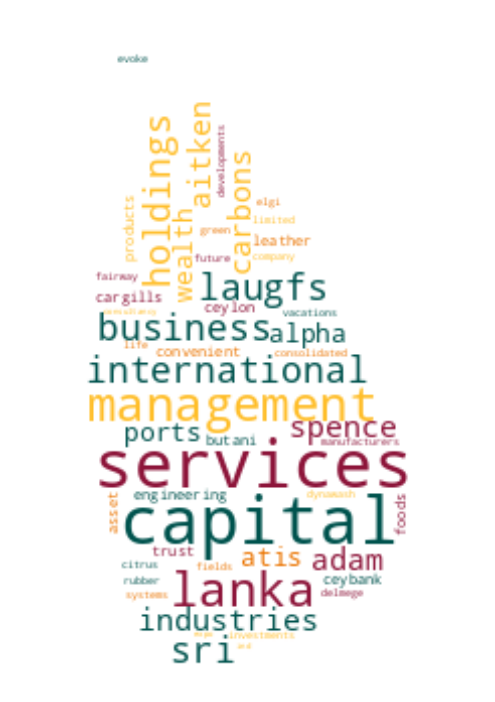 evoke
holdings
aitken
developments
carbons
products
wealth
elgi
limited
green
leather
future
company
fairway
laugfs
cargills
ceylon
consultancy
vacations
business
alpha
life
convenient
consolidated
international
management
ports
butani
spence
manufacturers
services
asset
engineering
dynawash
foods
capital
trust
atis
adam
citrus
fields
rubber
lanka
ceybank
systems
delmege
industries
investments
sri